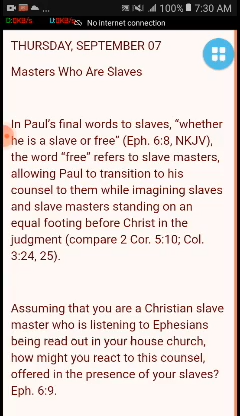 0.00KB/s U:0.00KB/s No internet connection 100% 7:30 AM
THURSDAY, SEPTEMBER 07
Masters Who Are Slaves
In Paul's final words to slaves, “whether
he is a slave or free” (Eph. 6:8, NKJV),
the word “free” refers to slave masters,
allowing Paul to transition to his
counsel to them while imagining slaves
and slave masters standing on an
equal footing before Christ in the
judgment (compare 2 Cor. 5:10; Col.
3:24, 25).
Assuming that you are a Christian slave
master who is listening to Ephesians
being read out in your house church,
how might you react to this counsel,
offered in the presence of your slaves?
Eph. 6:9.